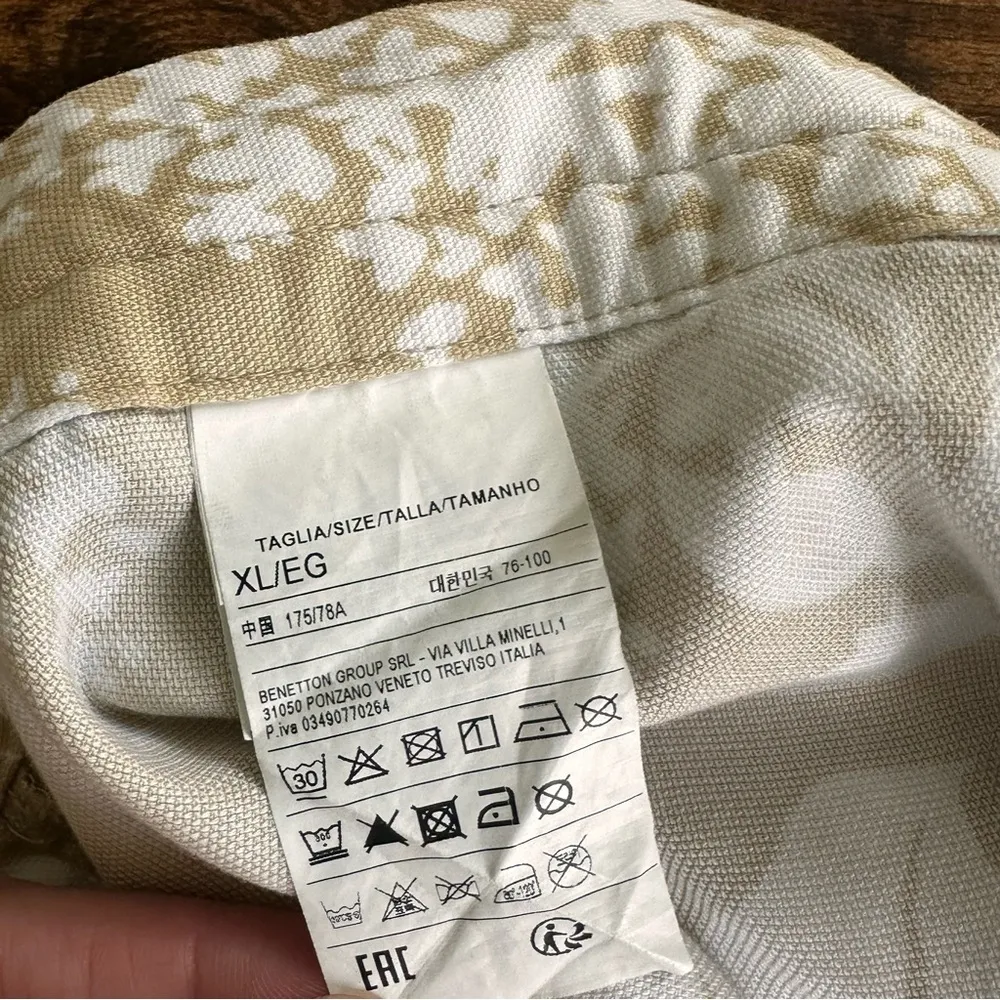 TAGLIA/SIZE/TALLA/TAMANHO
XL/EG
中国 175/78A 대한민국 76-100
BENETTON GROUP SRL - VIA VILLA MINELLI,1
31050 PONZANO VENETO TREVISO ITALIA
P.iva 03490770264
30
EAC